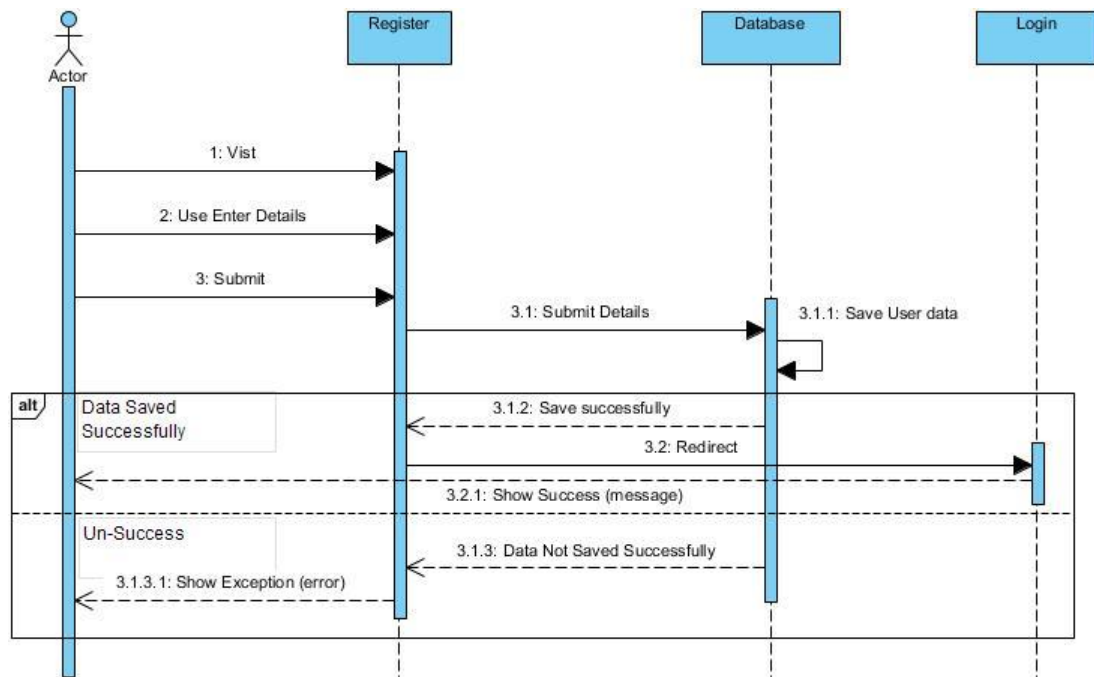 Register
Database
Login
Actor
1: Vist
2: Use Enter Details
3: Submit
3.1: Submit Details
3.1.1: Save User data
alt
Data Saved
Successfully
3.1.2: Save successfully
3.2: Redirect
3.2.1: Show Success (message)
Un-Success
3.1.3: Data Not Saved Successfully
3.1.3.1: Show Exception (error)